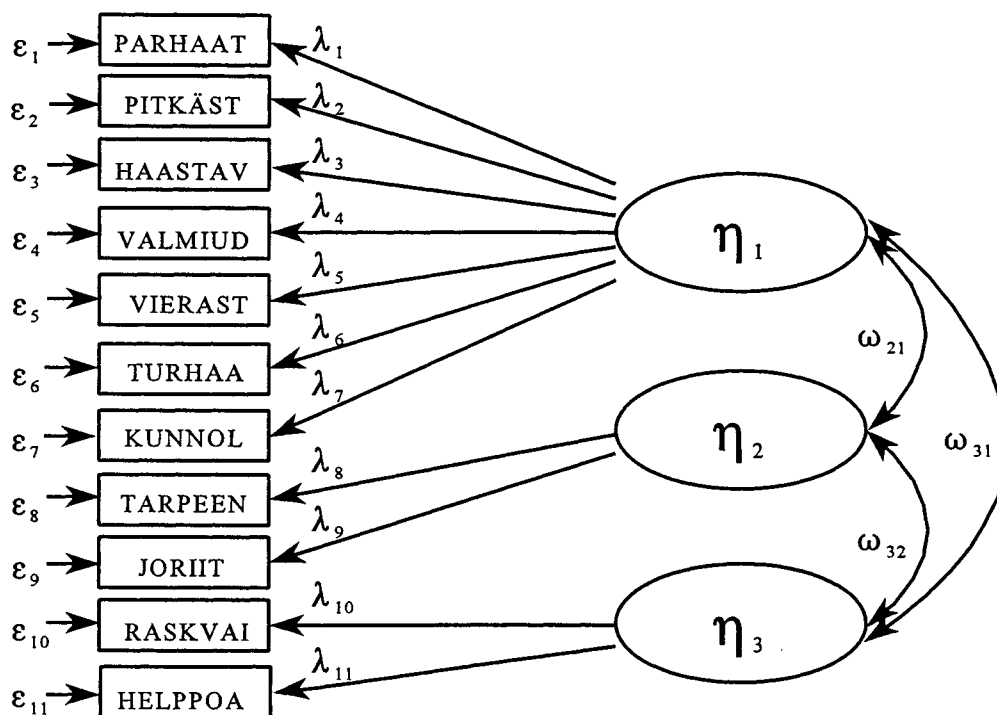 ε1 PARHAAT λ1
ε2 PITKÄST λ2
ε3 HAASTAV λ3
ε4 VALMIUD λ4 η1
ε5 VIERAST λ5
ε6 TURHAA λ6 ω21
ε7 KUNNOL λ7 η2 ω31
ε8 TARPEEN λ8
ε9 JORIIT λ9 ω32
ε10 RASKVAI λ10 η3
ε11 HELPPOA λ11